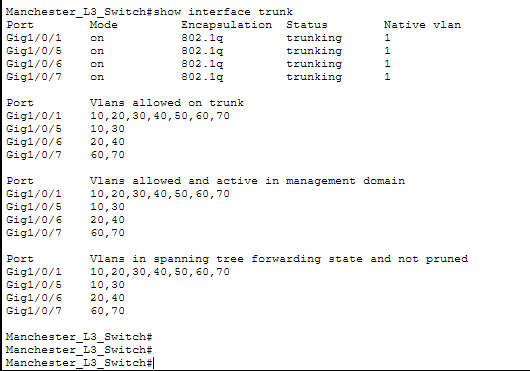 Manchester_L3_Switch#show interface trunk
Port        Mode         Encapsulation  Status        Native vlan
Gig1/0/1    on           802.1q         trunking      1
Gig1/0/5    on           802.1q         trunking      1
Gig1/0/6    on           802.1q         trunking      1
Gig1/0/7    on           802.1q         trunking      1
Port        Vlans allowed on trunk
Gig1/0/1    10,20,30,40,50,60,70
Gig1/0/5    10,30
Gig1/0/6    20,40
Gig1/0/7    60,70
Port        Vlans allowed and active in management domain
Gig1/0/1    10,20,30,40,50,60,70
Gig1/0/5    10,30
Gig1/0/6    20,40
Gig1/0/7    60,70
Port        Vlans in spanning tree forwarding state and not pruned
Gig1/0/1    10,20,30,40,50,60,70
Gig1/0/5    10,30
Gig1/0/6    20,40
Gig1/0/7    60,70
Manchester_L3_Switch#
Manchester_L3_Switch#
Manchester_L3_Switch#